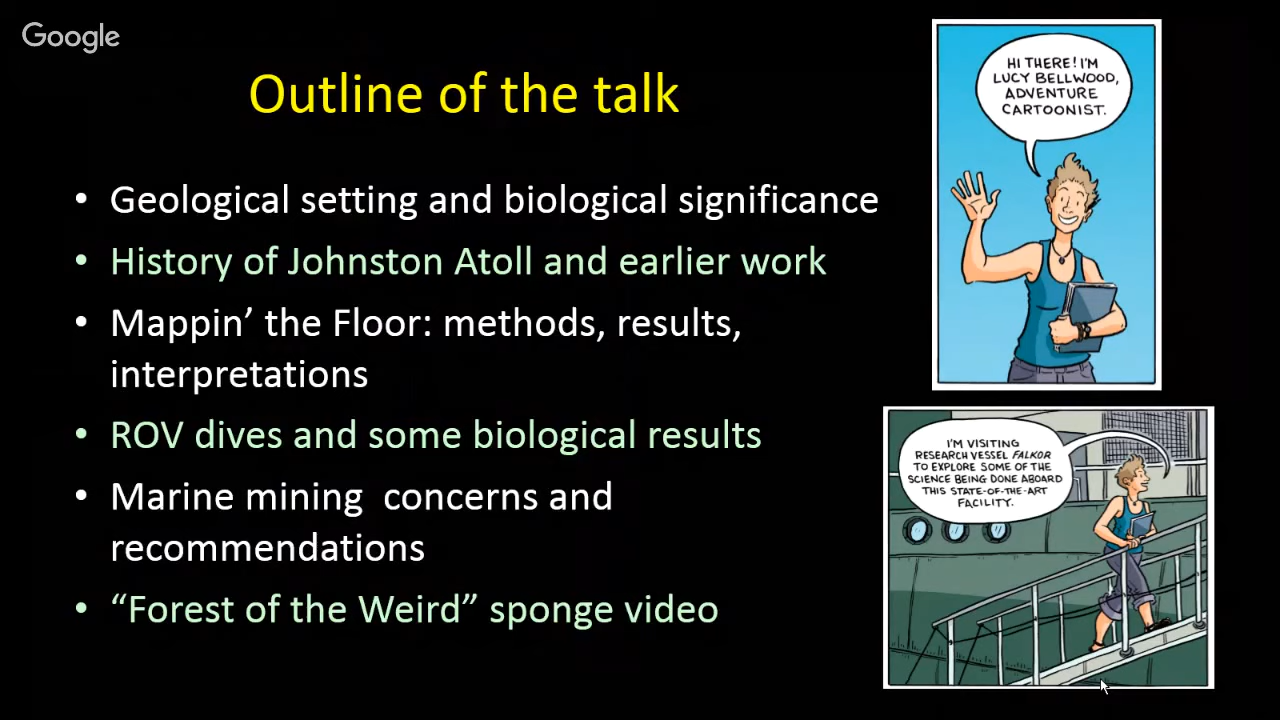 Google
Outline of the talk
• Geological setting and biological significance
• History of Johnston Atoll and earlier work
• Mappin’ the Floor: methods, results,
interpretations
• ROV dives and some biological results
• Marine mining  concerns and
recommendations
• “Forest of the Weird” sponge video
HI THERE! I'M
LUCY BELLWOOD,
ADVENTURE
CARTOONIST.
I'M VISITING
RESEARCH VESSEL FALKOR
TO EXPLORE SOME OF THE
SCIENCE BEING DONE ABOARD
THIS STATE-OF-THE-ART
FACILITY.